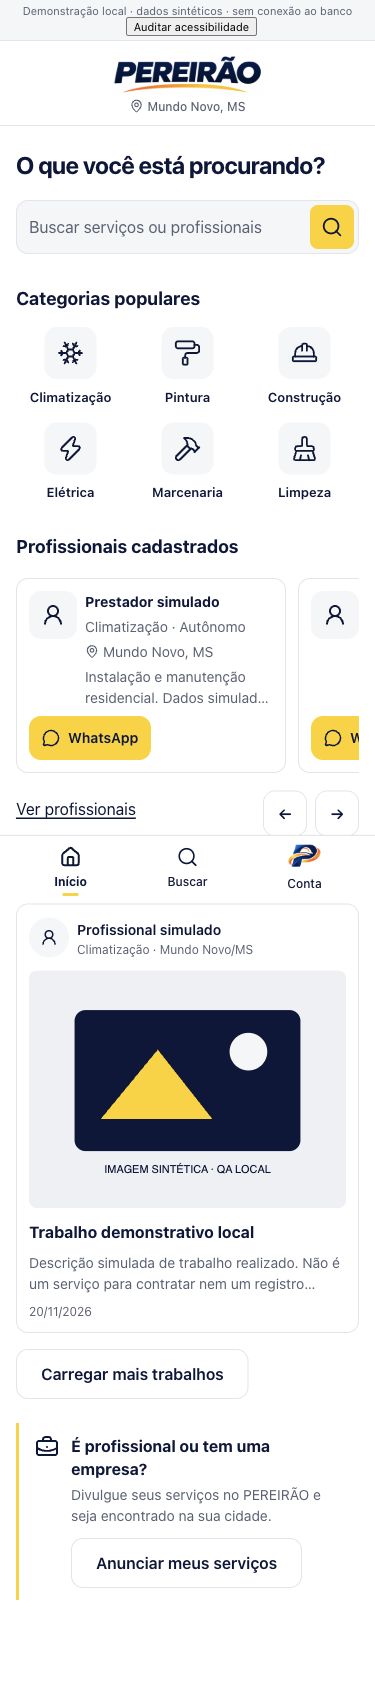 Demonstração local · dados sintéticos · sem conexão ao banco
Auditar acessibilidade
PEREIRÃO
Mundo Novo, MS
O que você está procurando?
Buscar serviços ou profissionais
Categorias populares
Climatização
Pintura
Construção
Elétrica
Marcenaria
Limpeza
Profissionais cadastrados
Prestador simulado
Climatização · Autônomo
Mundo Novo, MS
Instalação e manutenção
residencial. Dados simulad...
WhatsApp
W
Ver profissionais
Início
Buscar
Conta
Profissional simulado
Climatização · Mundo Novo/MS
IMAGEM SINTÉTICA · QA LOCAL
Trabalho demonstrativo local
Descrição simulada de trabalho realizado. Não é
um serviço para contratar nem um registro...
20/11/2026
Carregar mais trabalhos
É profissional ou tem uma
empresa?
Divulgue seus serviços no PEREIRÃO e
seja encontrado na sua cidade.
Anunciar meus serviços